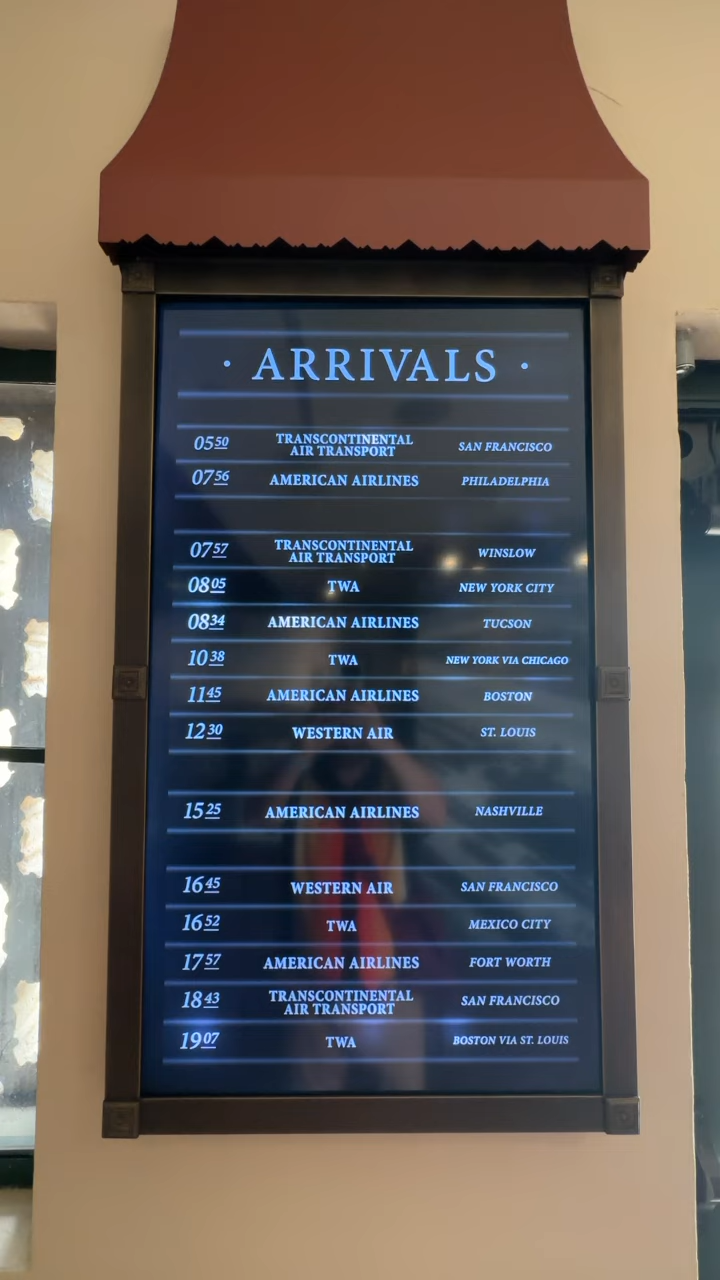 · ARRIVALS ·
05 50 TRANSCONTINENTAL AIR TRANSPORT SAN FRANCISCO
07 56 AMERICAN AIRLINES PHILADELPHIA
07 57 TRANSCONTINENTAL AIR TRANSPORT WINSLOW
08 05 TWA NEW YORK CITY
08 34 AMERICAN AIRLINES TUCSON
10 38 TWA NEW YORK VIA CHICAGO
11 45 AMERICAN AIRLINES BOSTON
12 30 WESTERN AIR ST. LOUIS
15 25 AMERICAN AIRLINES NASHVILLE
16 45 WESTERN AIR SAN FRANCISCO
16 52 TWA MEXICO CITY
17 57 AMERICAN AIRLINES FORT WORTH
18 43 TRANSCONTINENTAL AIR TRANSPORT SAN FRANCISCO
19 07 TWA BOSTON VIA ST. LOUIS